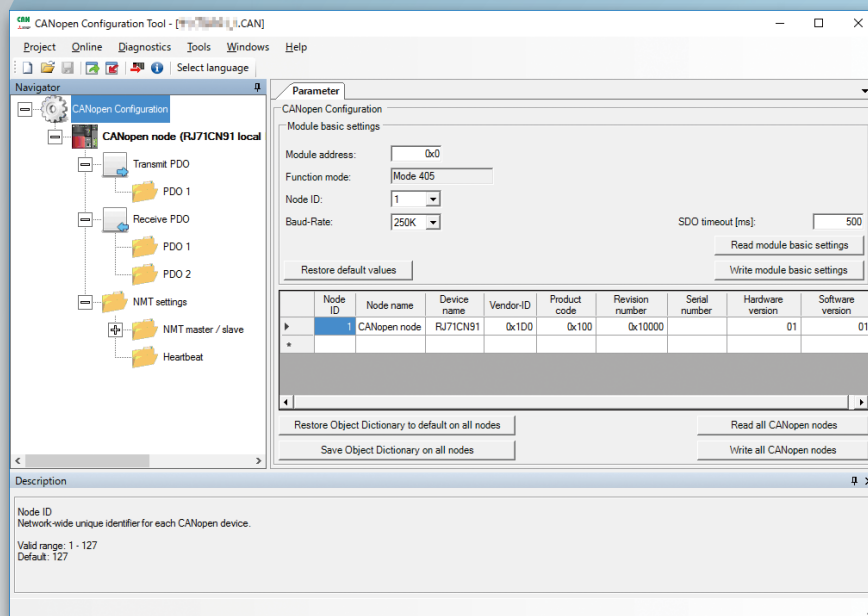 CANopen Configuration Tool - [ .CAN]
Project Online Diagnostics Tools Windows Help
Select language
Navigator
CANopen Configuration
CANopen node (RJ71CN91 local
Transmit PDO
PDO 1
Receive PDO
PDO 1
PDO 2
NMT settings
NMT master / slave
Heartbeat
Parameter
CANopen Configuration
Module basic settings
Module address: 0x0
Function mode: Mode 405
Node ID: 1
Baud-Rate: 250K SDO timeout [ms]: 500
Read module basic settings
Restore default values Write module basic settings
Node ID Node name Device name Vendor-ID Product code Revision number Serial number Hardware version Software version
1 CANopen node RJ71CN91 0x1D0 0x100 0x10000 01 01
Restore Object Dictionary to default on all nodes Read all CANopen nodes
Save Object Dictionary on all nodes Write all CANopen nodes
Description
Node ID
Network-wide unique identifier for each CANopen device.
Valid range: 1 - 127
Default: 127